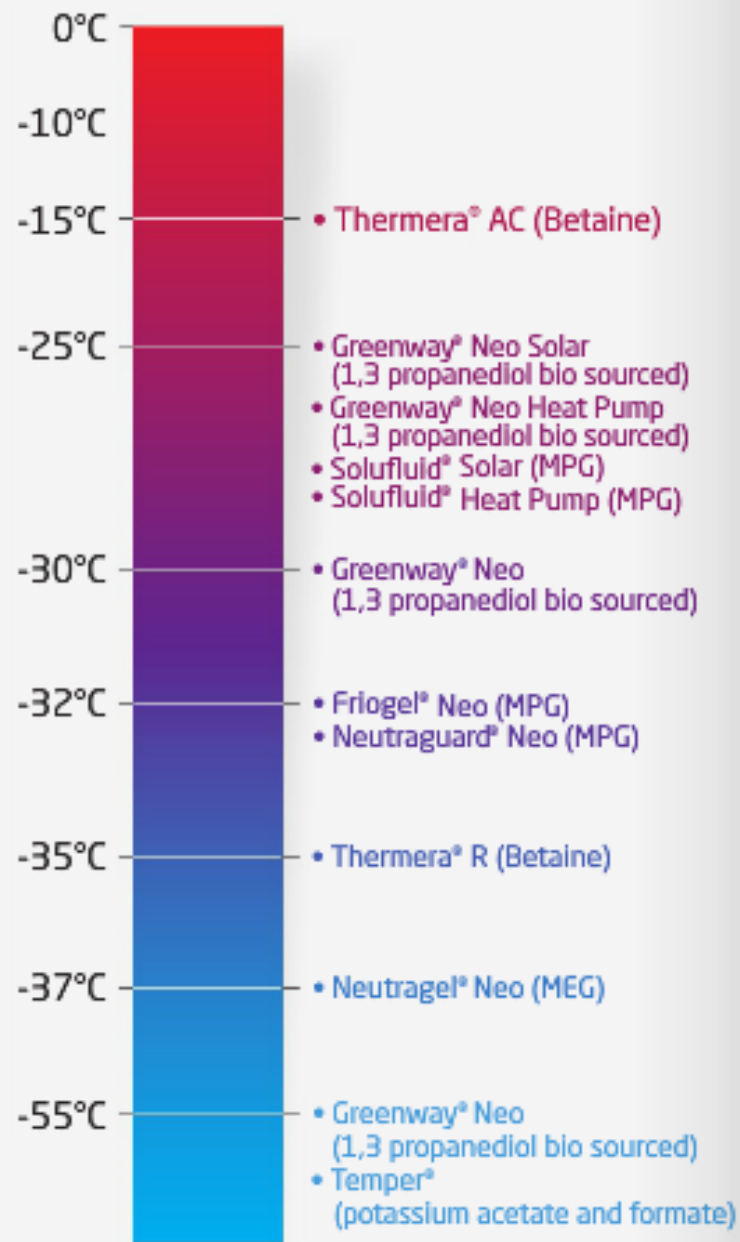 0°C
-10°C
-15°C
• Thermera® AC (Betaine)
-25°C
• Greenway® Neo Solar
(1,3 propanediol bio sourced)
• Greenway® Neo Heat Pump
(1,3 propanediol bio sourced)
• Solufluid® Solar (MPG)
• Solufluid® Heat Pump (MPG)
-30°C
• Greenway® Neo
(1,3 propanediol bio sourced)
-32°C
• Friogel® Neo (MPG)
• Neutraguard® Neo (MPG)
-35°C
• Thermera® R (Betaine)
-37°C
• Neutragel® Neo (MEG)
-55°C
• Greenway® Neo
(1,3 propanediol bio sourced)
• Temper®
(potassium acetate and formate)